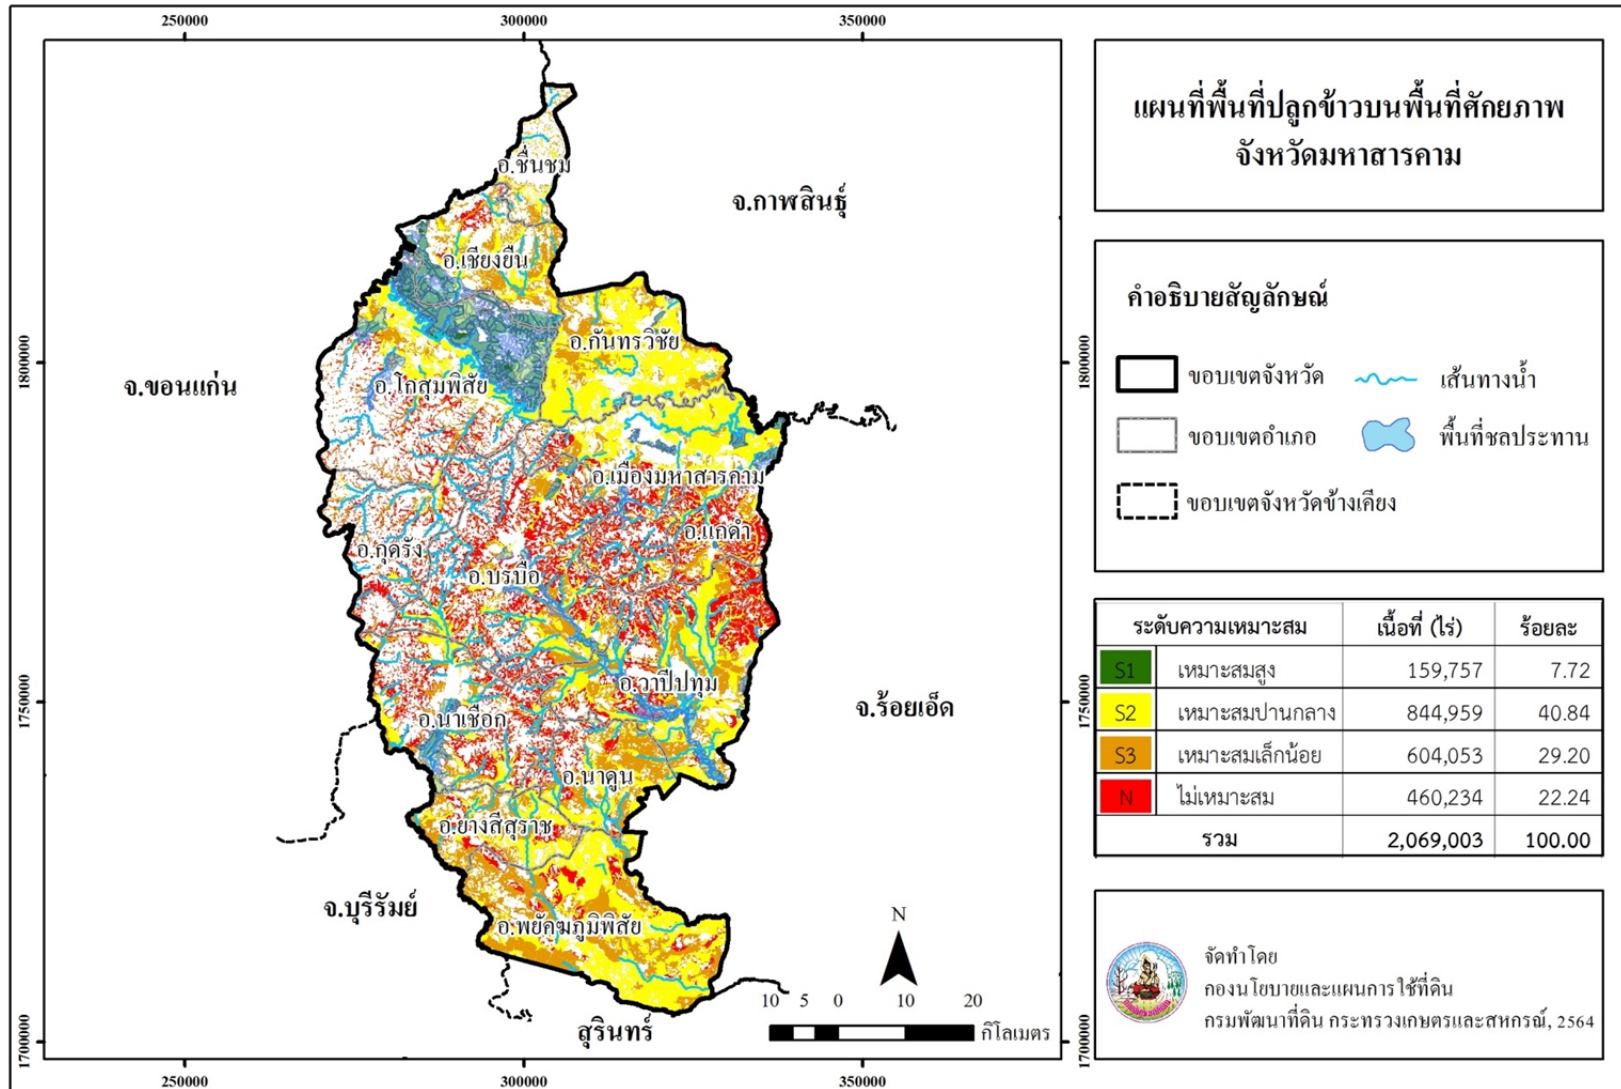 250000
300000
350000
แผนที่พื้นที่ปลูกข้าวบนพื้นที่ศักยภาพ
จังหวัดมหาสารคาม
อ.ชื่นชม
จ.กาฬสินธุ์
อ.เชียงยืน
คำอธิบายสัญลักษณ์
อ.กันทรวิชัย
1800000
1800000
ขอบเขตจังหวัด
เส้นทางน้ำ
จ.ขอนแก่น
อ.โกสุมพิสัย
ขอบเขตอำเภอ
พื้นที่ชลประทาน
อ.เมืองมหาสารคาม
ขอบเขตจังหวัดข้างเคียง
อ.แกดำ
อ.กุดรัง
อ.บรบือ
ระดับความเหมาะสม เนื้อที่ (ไร่) ร้อยละ
S1 เหมาะสมสูง 159,757 7.72
S2 เหมาะสมปานกลาง 844,959 40.84
S3 เหมาะสมเล็กน้อย 604,053 29.20
N ไม่เหมาะสม 460,234 22.24
รวม 2,069,003 100.00
อ.วาปีปทุม
1750000
1750000
จ.ร้อยเอ็ด
อ.นาเชือก
อ.นาดูน
อ.ยางสีสุราช
จ.บุรีรัมย์
อ.พยัคฆภูมิพิสัย
N
จัดทำโดย
กองนโยบายและแผนการใช้ที่ดิน
กรมพัฒนาที่ดิน กระทรวงเกษตรและสหกรณ์, 2564
10 5 0 10 20
กิโลเมตร
สุรินทร์
1700000
1700000
250000
300000
350000